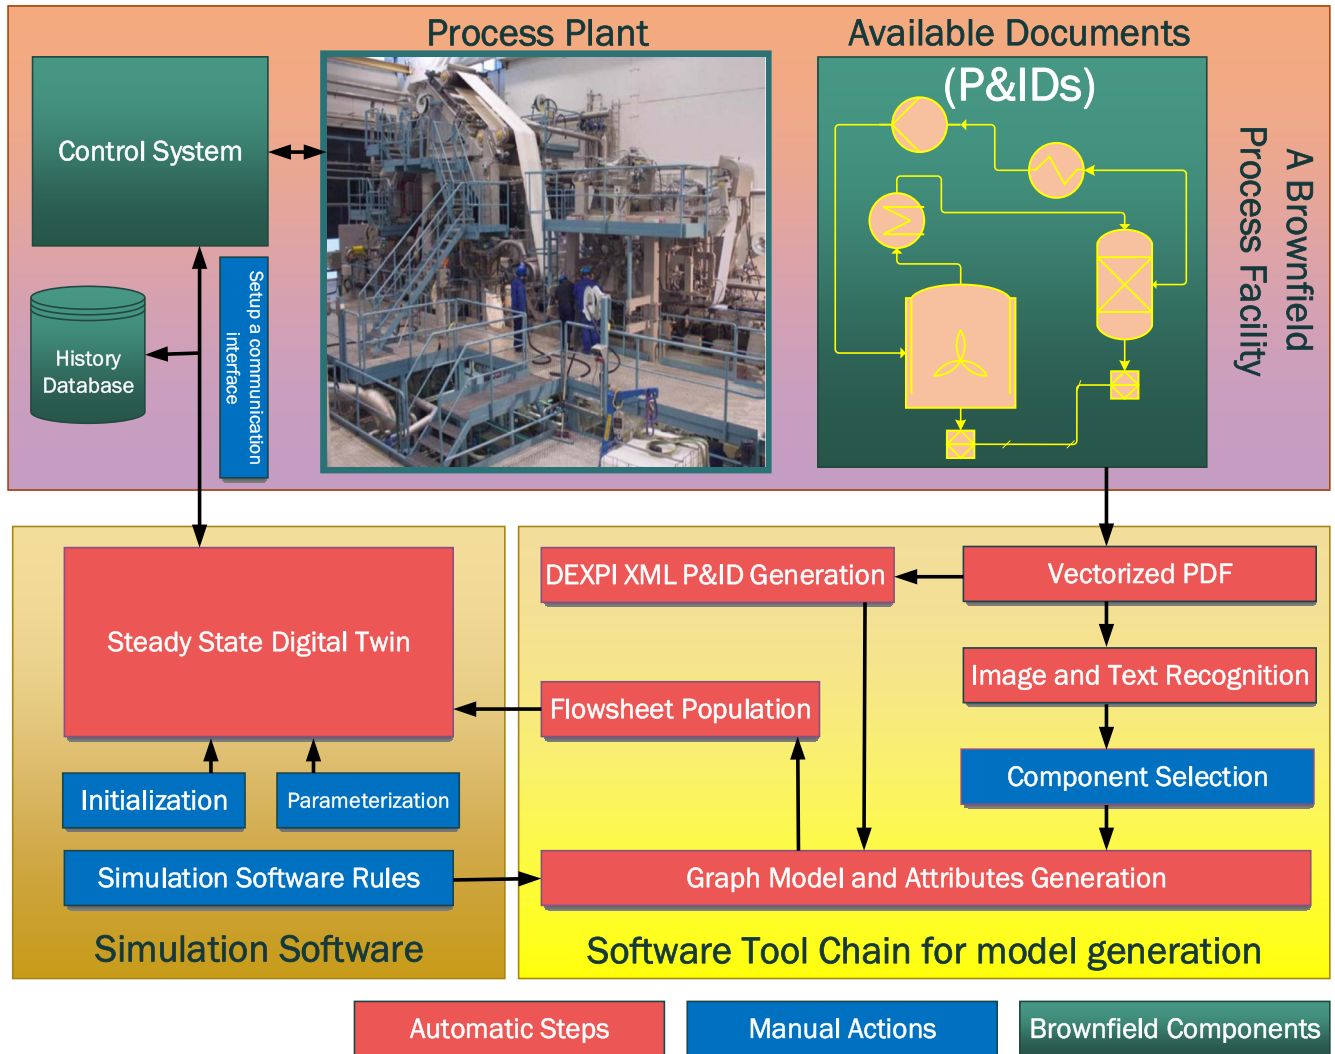 Process Plant
Available Documents
(P&IDs)
Control System
A Brownfield
Process Facility
Setup a communication
interface
History
Database
DEXPI XML P&ID Generation
Vectorized PDF
Steady State Digital Twin
Image and Text Recognition
Flowsheet Population
Component Selection
Initialization
Parameterization
Simulation Software Rules
Graph Model and Attributes Generation
Simulation Software
Software Tool Chain for model generation
Automatic Steps
Manual Actions
Brownfield Components